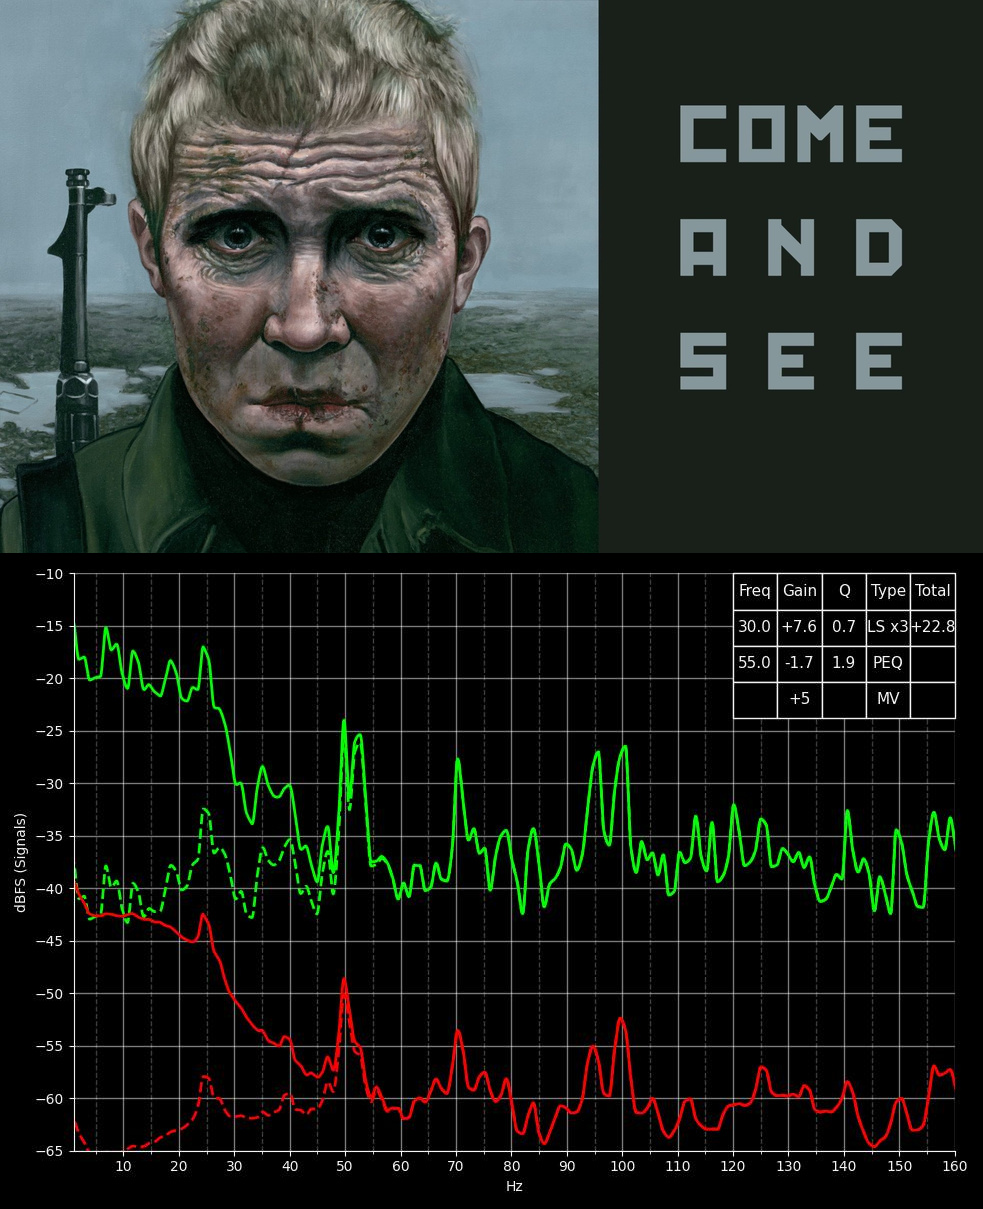 COME
AND
SEE
Freq Gain Q Type Total
30.0 +7.6 0.7 LS x3 +22.8
55.0 -1.7 1.9 PEQ
+5 MV
−10
−15
−20
−25
−30
−35
−40
−45
−50
−55
−60
−65
dBFS (Signals)
10 20 30 40 50 60 70 80 90 100 110 120 130 140 150 160
Hz